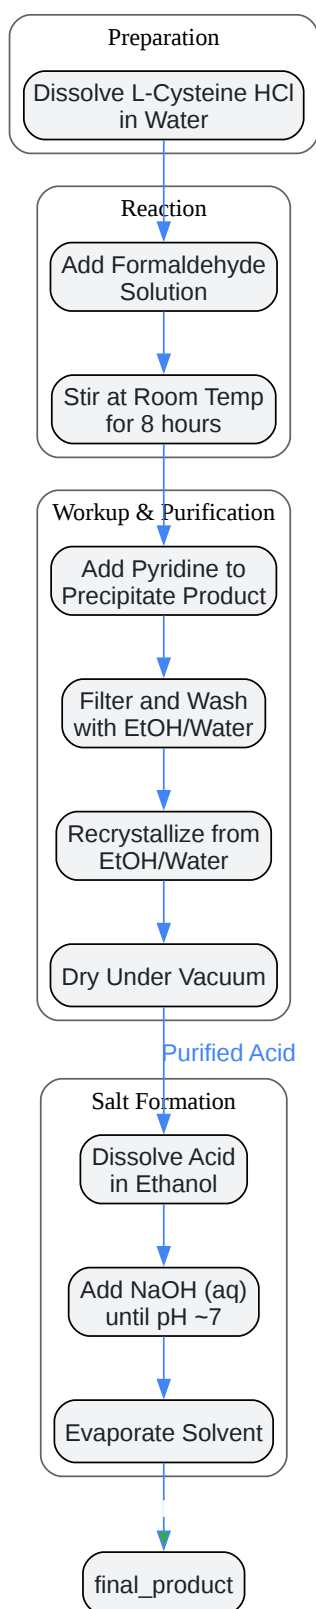 Preparation
Dissolve L-Cysteine HCl
in Water
Reaction
Add Formaldehyde
Solution
Stir at Room Temp
for 8 hours
Workup & Purification
Add Pyridine to
Precipitate Product
Filter and Wash
with EtOH/Water
Recrystallize from
EtOH/Water
Dry Under Vacuum
Purified Acid
Salt Formation
Dissolve Acid
in Ethanol
Add NaOH (aq)
until pH ~7
Evaporate Solvent
final_product